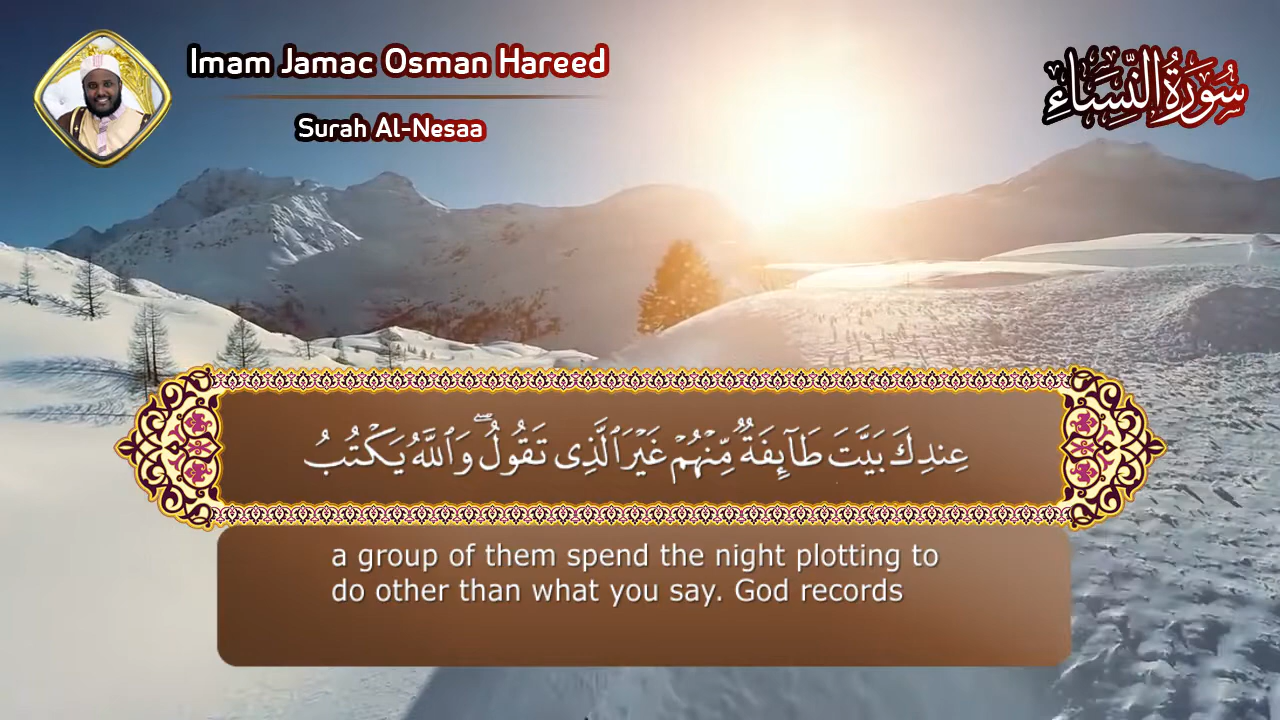 Imam Jamac Osman Hareed
Surah Al-Nesaa
سُورَةُ النِّسَاءِ
عِندِكَ بَيَّتَ طَآئِفَةٌ مِّنْهُمْ غَيْرَ ٱلَّذِى تَقُولُ ۖ وَٱللَّهُ يَكْتُبُ
a group of them spend the night plotting to
do other than what you say. God records